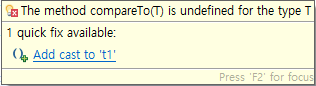 The method compareTo(T) is undefined for the type T
1 quick fix available:
Add cast to 't1'
Press 'F2' for focus